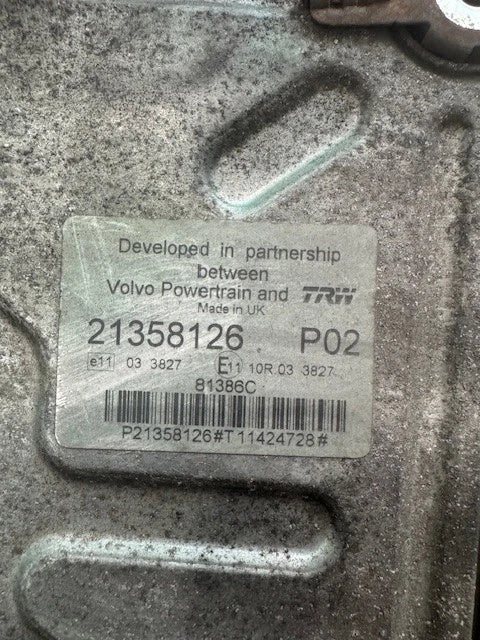 Developed in partnership
between
Volvo Powertrain and TRW
Made in UK
21358126 P02
e11 03 3827 E11 10R 03 3827
81386C
P21358126#T11424728#